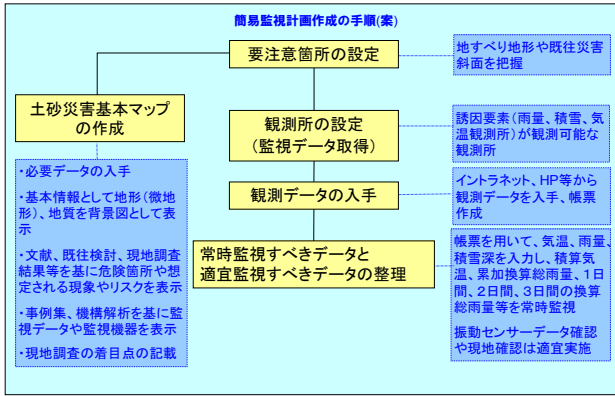 簡易監視計画作成の手順(案)
要注意箇所の設定
地すべり地形や既往災害
斜面を把握
土砂災害基本マップ
の作成
・必要データの入手
・基本情報として地形(微地
形)、地質を背景図として表
示
・文献、既往検討、現地調査
結果等を基に危険箇所や想
定される現象やリスクを表示
・事例集、機構解析を基に監
視データや監視機器を表示
・現地調査の着目点の記載
観測所の設定
(監視データ取得)
誘因要素(雨量、積雪、気
温観測所)が観測可能な
観測所
観測データの入手
イントラネット、HP等から
観測データを入手、帳票
作成
常時監視すべきデータと
適宜監視すべきデータの整理
帳票を用いて、気温、雨量、
積雪深を入力し、積算気
温、累加換算総雨量、1日
間、2日間、3日間の換算
総雨量等を常時監視
振動センサーデータ確認
や現地確認は適宜実施